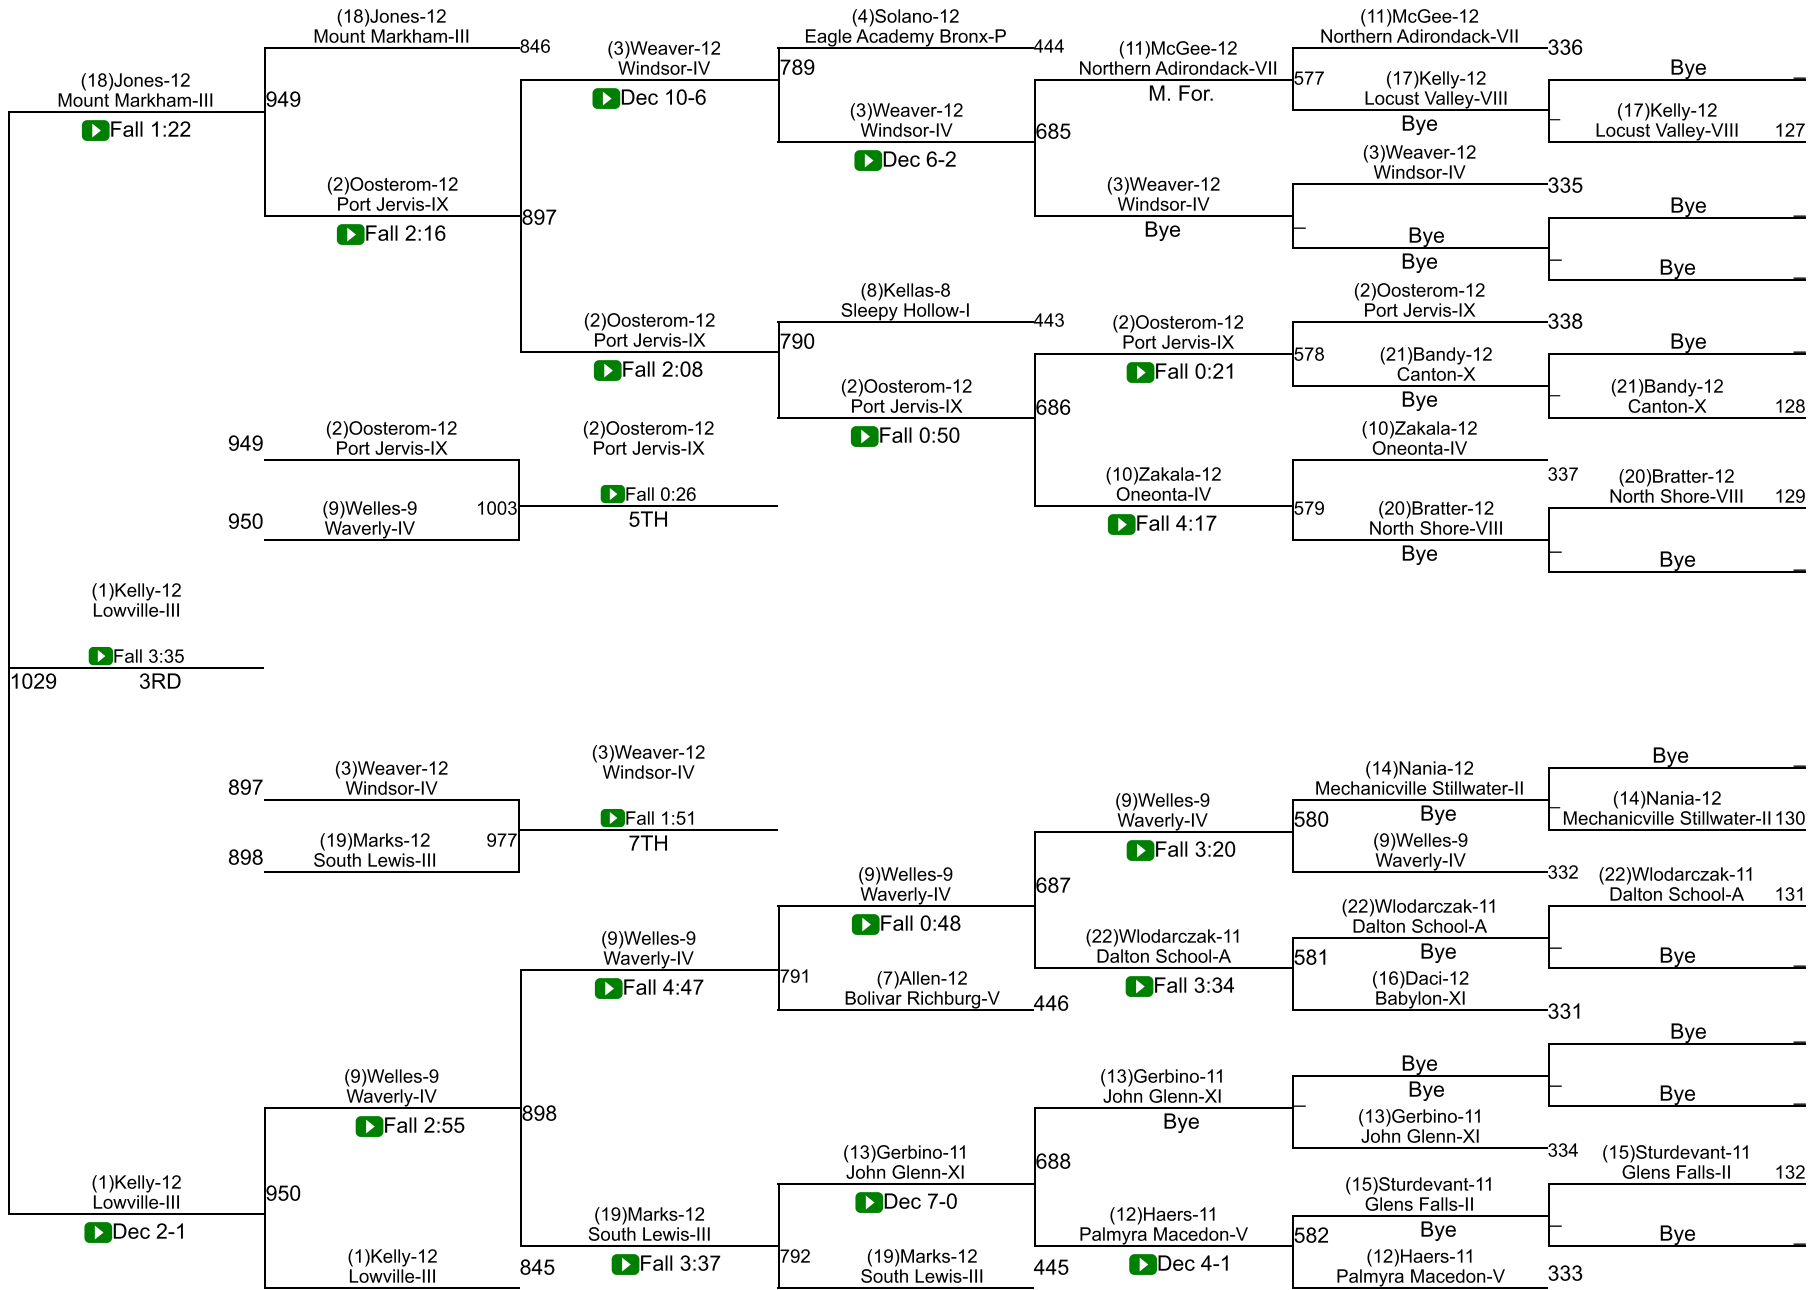 (18)Jones-12
Mount Markham-III
Fall 1:22
949
(18)Jones-12
Mount Markham-III
846
(2)Oosterom-12
Port Jervis-IX
Fall 2:16
897
(3)Weaver-12
Windsor-IV
Dec 10-6
789
(4)Solano-12
Eagle Academy Bronx-P
444
(3)Weaver-12
Windsor-IV
Dec 6-2
685
(11)McGee-12
Northern Adirondack-VII
M. For.
577
(11)McGee-12
Northern Adirondack-VII
336
(17)Kelly-12
Locust Valley-VIII
Bye
Bye
(17)Kelly-12
Locust Valley-VIII
127
(3)Weaver-12
Windsor-IV
Bye
(3)Weaver-12
Windsor-IV
335
Bye
Bye
Bye
Bye
(2)Oosterom-12
Port Jervis-IX
Fall 2:08
790
(8)Kellas-8
Sleepy Hollow-I
443
(2)Oosterom-12
Port Jervis-IX
Fall 0:50
686
(2)Oosterom-12
Port Jervis-IX
Fall 0:21
578
(2)Oosterom-12
Port Jervis-IX
338
(21)Bandy-12
Canton-X
Bye
Bye
(21)Bandy-12
Canton-X
128
(10)Zakala-12
Oneonta-IV
Fall 4:17
579
(10)Zakala-12
Oneonta-IV
337
(20)Bratter-12
North Shore-VIII
Bye
(20)Bratter-12
North Shore-VIII
129
Bye
949
(2)Oosterom-12
Port Jervis-IX
950
(9)Welles-9
Waverly-IV
1003
(2)Oosterom-12
Port Jervis-IX
Fall 0:26
5TH
(1)Kelly-12
Lowville-III
Fall 3:35
1029
3RD
897
(3)Weaver-12
Windsor-IV
898
(19)Marks-12
South Lewis-III
977
(3)Weaver-12
Windsor-IV
Fall 1:51
7TH
(1)Kelly-12
Lowville-III
Dec 2-1
950
(9)Welles-9
Waverly-IV
Fall 2:55
898
(1)Kelly-12
Lowville-III
845
(9)Welles-9
Waverly-IV
Fall 4:47
791
(9)Welles-9
Waverly-IV
Fall 0:48
687
(7)Allen-12
Bolivar Richburg-V
446
(9)Welles-9
Waverly-IV
Fall 3:20
580
(14)Nania-12
Mechanicville Stillwater-II
Bye
(9)Welles-9
Waverly-IV
332
Bye
(14)Nania-12
Mechanicville Stillwater-II
130
(22)Wlodarczak-11
Dalton School-A
Fall 3:34
581
(22)Wlodarczak-11
Dalton School-A
Bye
(16)Daci-12
Babylon-XI
331
(22)Wlodarczak-11
Dalton School-A
131
Bye
(19)Marks-12
South Lewis-III
Fall 3:37
792
(13)Gerbino-11
John Glenn-XI
Dec 7-0
688
(19)Marks-12
South Lewis-III
445
(13)Gerbino-11
John Glenn-XI
Bye
Bye
Bye
(13)Gerbino-11
John Glenn-XI
334
Bye
Bye
(12)Haers-11
Palmyra Macedon-V
Dec 4-1
582
(15)Sturdevant-11
Glens Falls-II
Bye
(12)Haers-11
Palmyra Macedon-V
333
(15)Sturdevant-11
Glens Falls-II
132
Bye